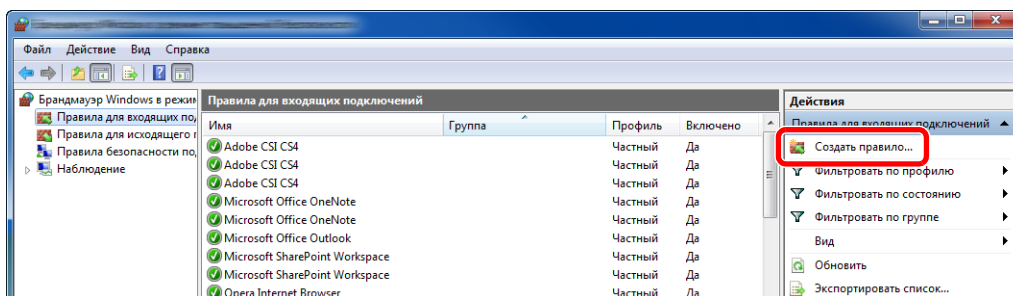 Файл Действие Вид Справка
Брандмауэр Windows в режим
Правила для входящих по
Правила для исходящего
Правила безопасности по
Наблюдение
Правила для входящих подключений
Имя Группа Профиль Включено
Adobe CSI CS4 Частный Да
Adobe CSI CS4 Частный Да
Adobe CSI CS4 Частный Да
Microsoft Office OneNote Частный Да
Microsoft Office OneNote Частный Да
Microsoft Office Outlook Частный Да
Microsoft SharePoint Workspace Частный Да
Microsoft SharePoint Workspace Частный Да
Opera Internet Browser Частный Да
Действия
Правила для входящих подключений
Создать правило...
Фильтровать по профилю
Фильтровать по состоянию
Фильтровать по группе
Вид
Обновить
Экспортировать список...